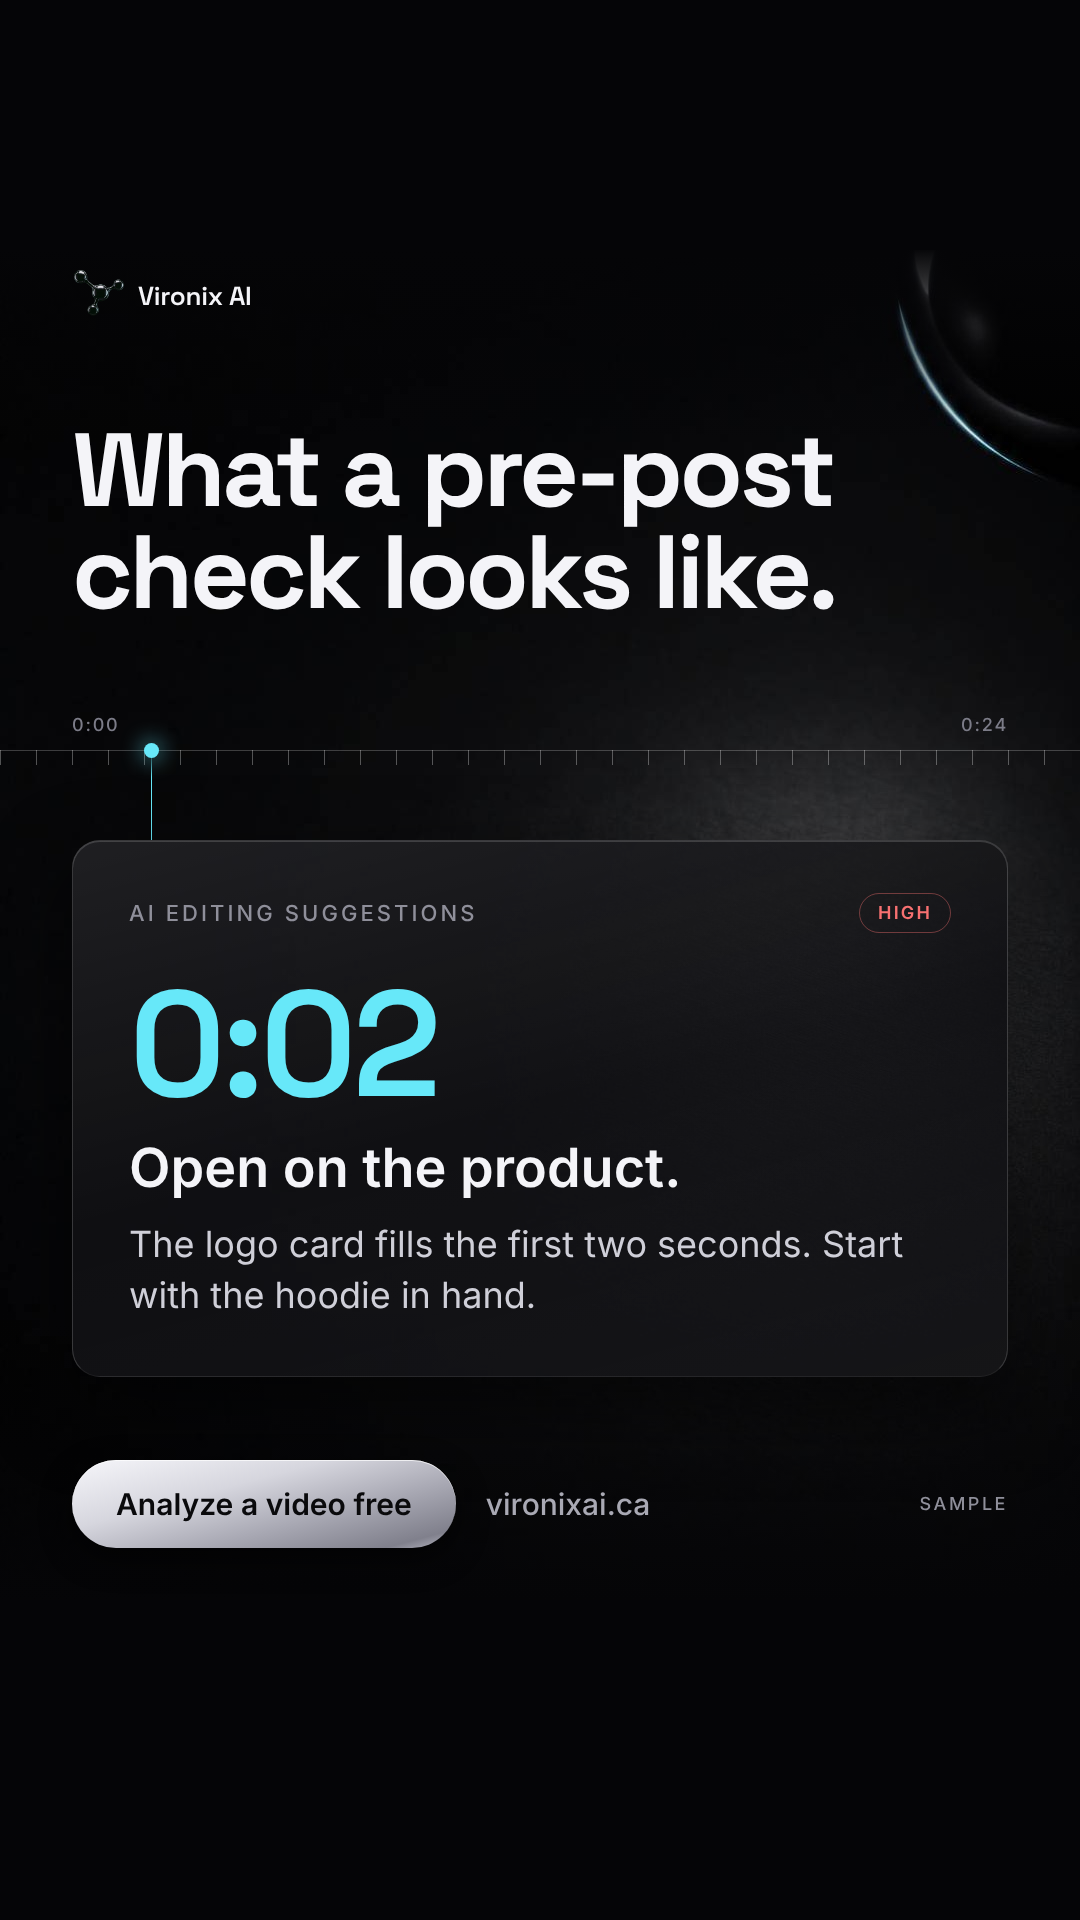 Vironix AI
What a pre-post
check looks like.
0:00
0:24
AI EDITING SUGGESTIONS
HIGH
0:02
Open on the product.
The logo card fills the first two seconds. Start
with the hoodie in hand.
Analyze a video free
vironixai.ca
SAMPLE